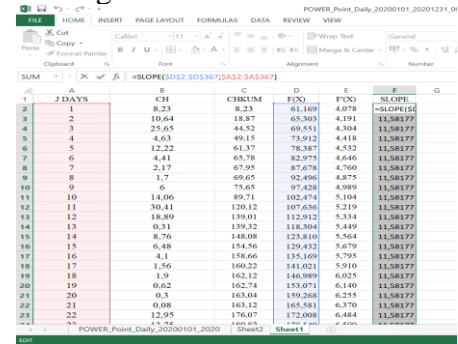 POWER_Point_Daily_20200101_20201231_00
FILE HOME INSERT PAGE LAYOUT FORMULAS DATA REVIEW VIEW
Cut
Copy
Format Painter
Paste
Calibri 11
Wrap Text
Merge & Center
General
Clipboard Font Alignment Number
SUM =SLOPE($D$2:$D$367;$A$2:$A$367)
A B C D E F G
1 J DAYS CH CHKUM F(X) F'(X) SLOPE
2 1 8,23 8,23 61,169 4,078 =SLOPE($D
3 2 10,64 18,87 65,303 4,191 11,58177
4 3 25,65 44,52 69,551 4,304 11,58177
5 4 4,63 49,15 73,912 4,418 11,58177
6 5 12,22 61,37 78,387 4,532 11,58177
7 6 4,41 65,78 82,975 4,646 11,58177
8 7 2,17 67,95 87,678 4,760 11,58177
9 8 1,7 69,65 92,496 4,875 11,58177
10 9 6 75,65 97,428 4,989 11,58177
11 10 14,06 89,71 102,474 5,104 11,58177
12 11 30,41 120,12 107,636 5,219 11,58177
13 12 18,89 139,01 112,912 5,334 11,58177
14 13 0,31 139,32 118,304 5,449 11,58177
15 14 8,76 148,08 123,810 5,564 11,58177
16 15 6,48 154,56 129,432 5,679 11,58177
17 16 4,1 158,66 135,169 5,795 11,58177
18 17 1,56 160,22 141,021 5,910 11,58177
19 18 1,9 162,12 146,989 6,025 11,58177
20 19 0,62 162,74 153,071 6,140 11,58177
21 20 0,3 163,04 159,268 6,255 11,58177
22 21 0,08 163,12 165,581 6,370 11,58177
23 22 12,95 176,07 172,008 6,484 11,58177
POWER_Point_Daily_20200101_2020 Sheet2 Sheet1
EDIT